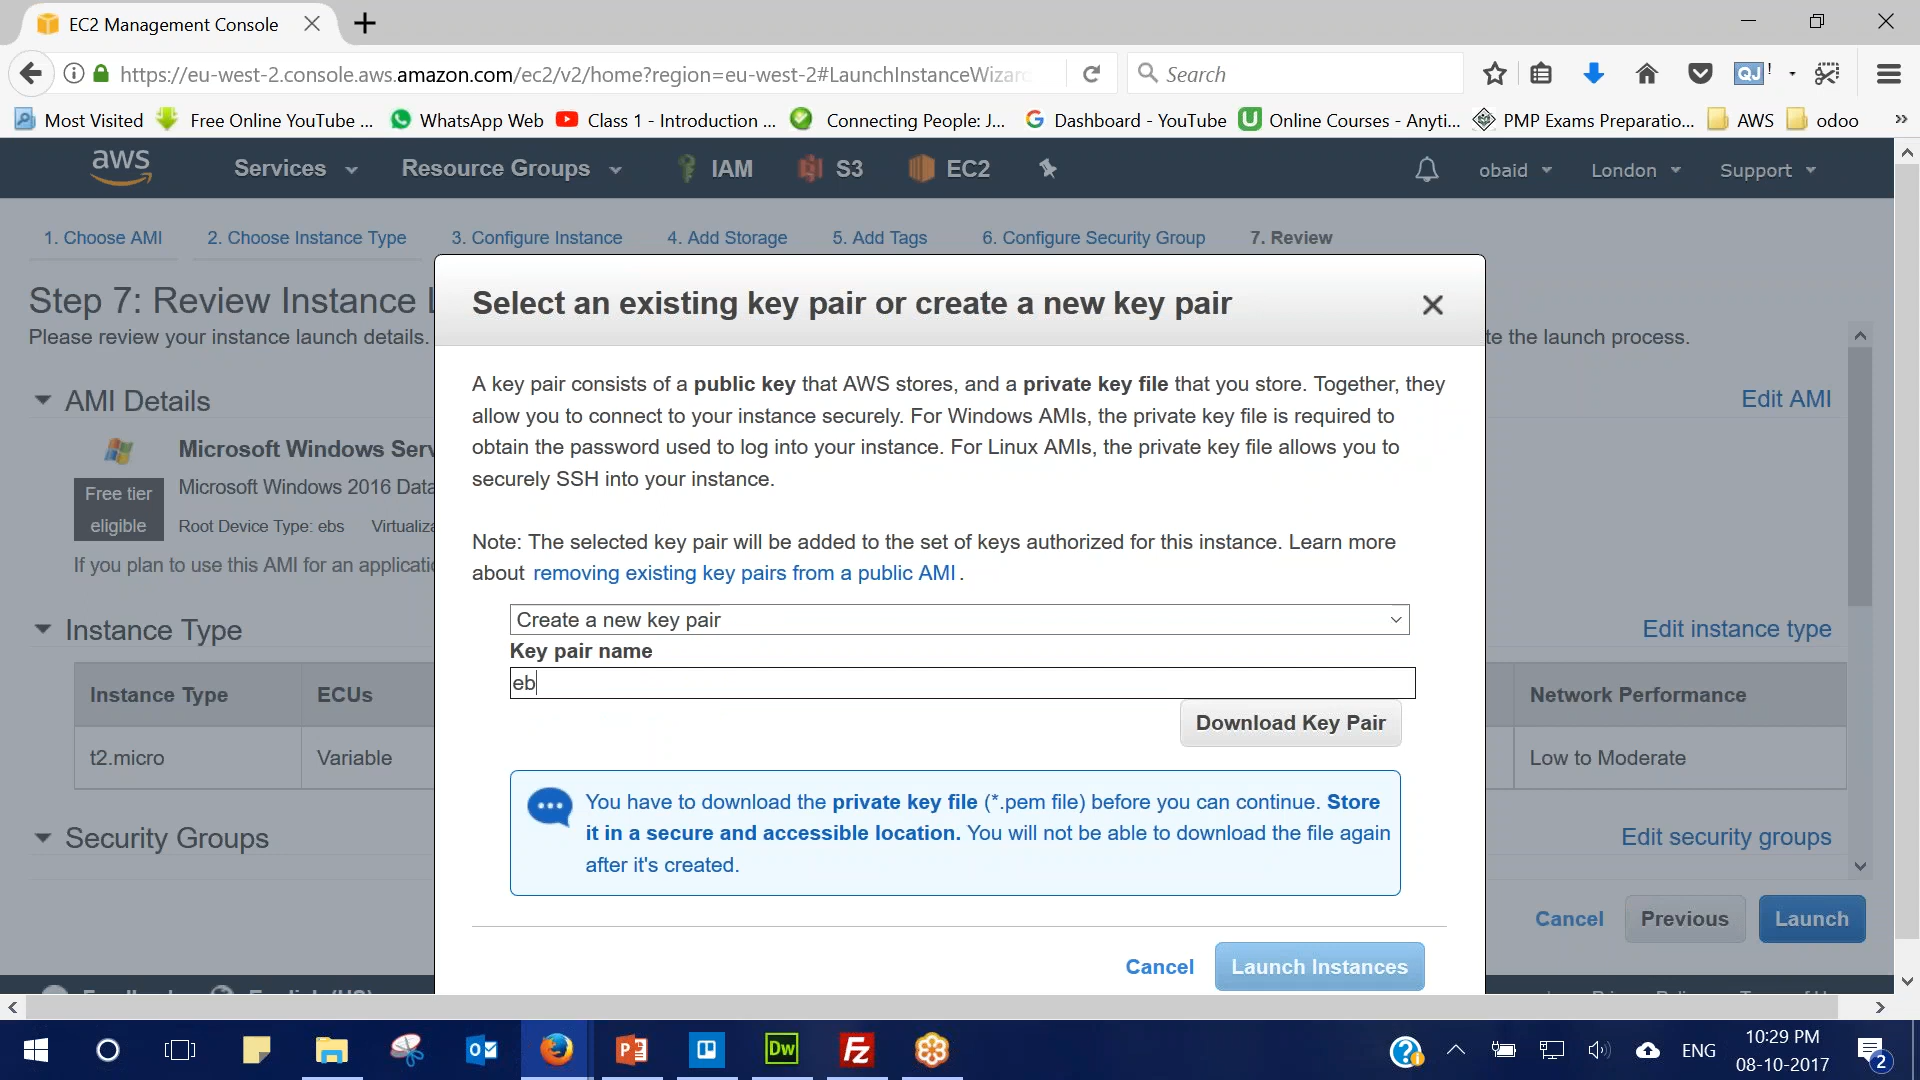 EC2 Management Console
https://eu-west-2.console.aws.amazon.com/ec2/v2/home?region=eu-west-2#LaunchInstanceWizard
Search
QJ !
Most Visited
Free Online YouTube ...
WhatsApp Web
Class 1 - Introduction ...
Connecting People: J...
Dashboard - YouTube
Online Courses - Anyti...
PMP Exams Preparatio...
AWS
odoo
aws
Services
Resource Groups
IAM
S3
EC2
obaid
London
Support
1. Choose AMI
2. Choose Instance Type
3. Configure Instance
4. Add Storage
5. Add Tags
6. Configure Security Group
7. Review
Step 7: Review Instance L
Please review your instance launch details.
te the launch process.
AMI Details
Edit AMI
Microsoft Windows Serv
Free tier
eligible
Microsoft Windows 2016 Data
Root Device Type: ebs Virtualiza
If you plan to use this AMI for an applicatio
Instance Type
Edit instance type
Instance Type
ECUs
Network Performance
t2.micro
Variable
Low to Moderate
Security Groups
Edit security groups
Cancel
Previous
Launch
Select an existing key pair or create a new key pair
A key pair consists of a public key that AWS stores, and a private key file that you store. Together, they
allow you to connect to your instance securely. For Windows AMIs, the private key file is required to
obtain the password used to log into your instance. For Linux AMIs, the private key file allows you to
securely SSH into your instance.
Note: The selected key pair will be added to the set of keys authorized for this instance. Learn more
about removing existing key pairs from a public AMI .
Create a new key pair
Key pair name
eb
Download Key Pair
You have to download the private key file (*.pem file) before you can continue. Store
it in a secure and accessible location. You will not be able to download the file again
after it's created.
Cancel
Launch Instances
Dw
Fz
ENG
10:29 PM
08-10-2017
2